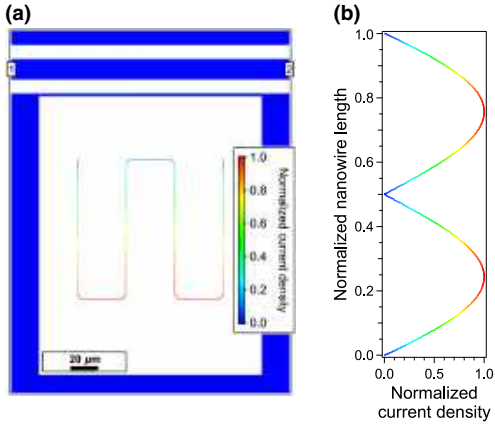 (a)
1
2
1.0
0.8
0.6
0.4
0.2
0.0
Normalized
current density
20 µm
(b)
Normalized nanowire length
1.0
0.8
0.6
0.4
0.2
0.0
0.0 0.5 1.0
Normalized
current density